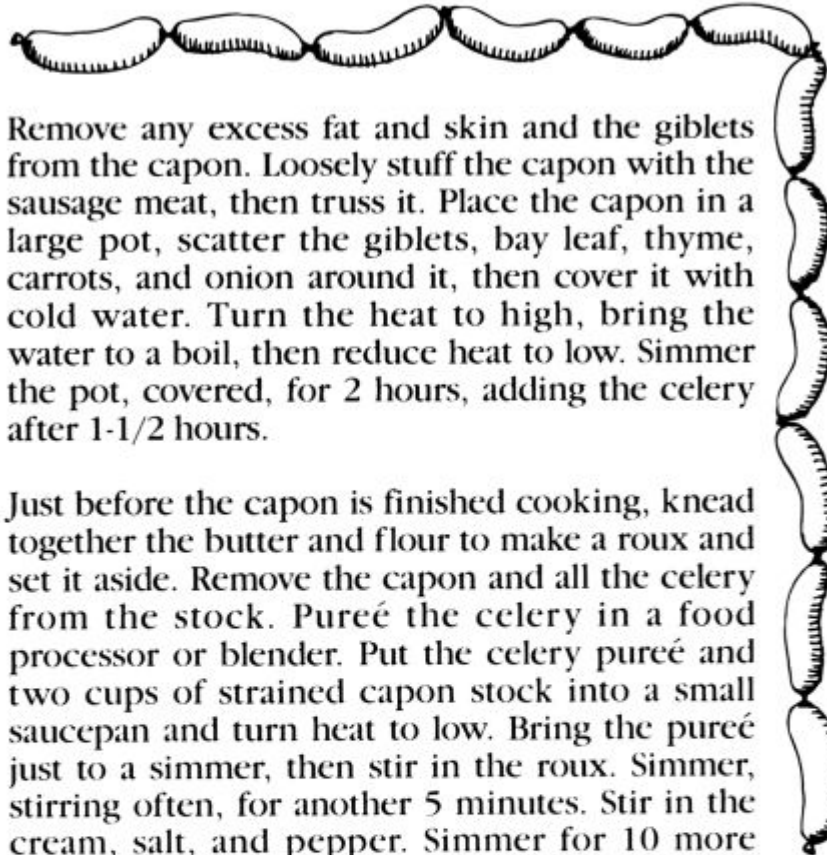 Remove any excess fat and skin and the giblets
from the capon. Loosely stuff the capon with the
sausage meat, then truss it. Place the capon in a
large pot, scatter the giblets, bay leaf, thyme,
carrots, and onion around it, then cover it with
cold water. Turn the heat to high, bring the
water to a boil, then reduce heat to low. Simmer
the pot, covered, for 2 hours, adding the celery
after 1-1/2 hours.
Just before the capon is finished cooking, knead
together the butter and flour to make a roux and
set it aside. Remove the capon and all the celery
from the stock. Pureé the celery in a food
processor or blender. Put the celery pureé and
two cups of strained capon stock into a small
saucepan and turn heat to low. Bring the pureé
just to a simmer, then stir in the roux. Simmer,
stirring often, for another 5 minutes. Stir in the
cream, salt, and pepper. Simmer for 10 more